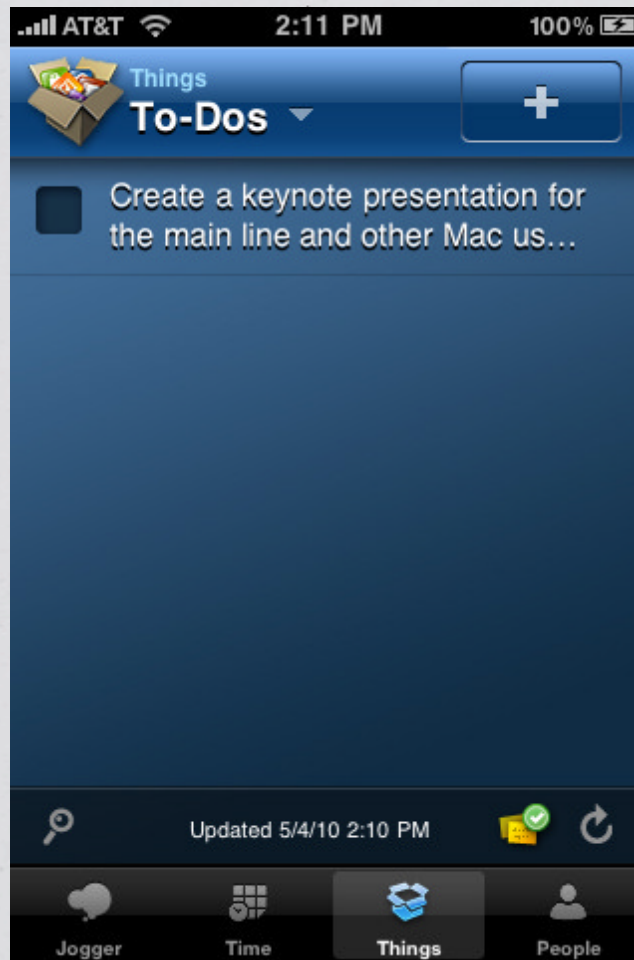 AT&T 2:11 PM 100%
Things
To-Dos
Create a keynote presentation for
the main line and other Mac us...
Updated 5/4/10 2:10 PM
Jogger Time Things People